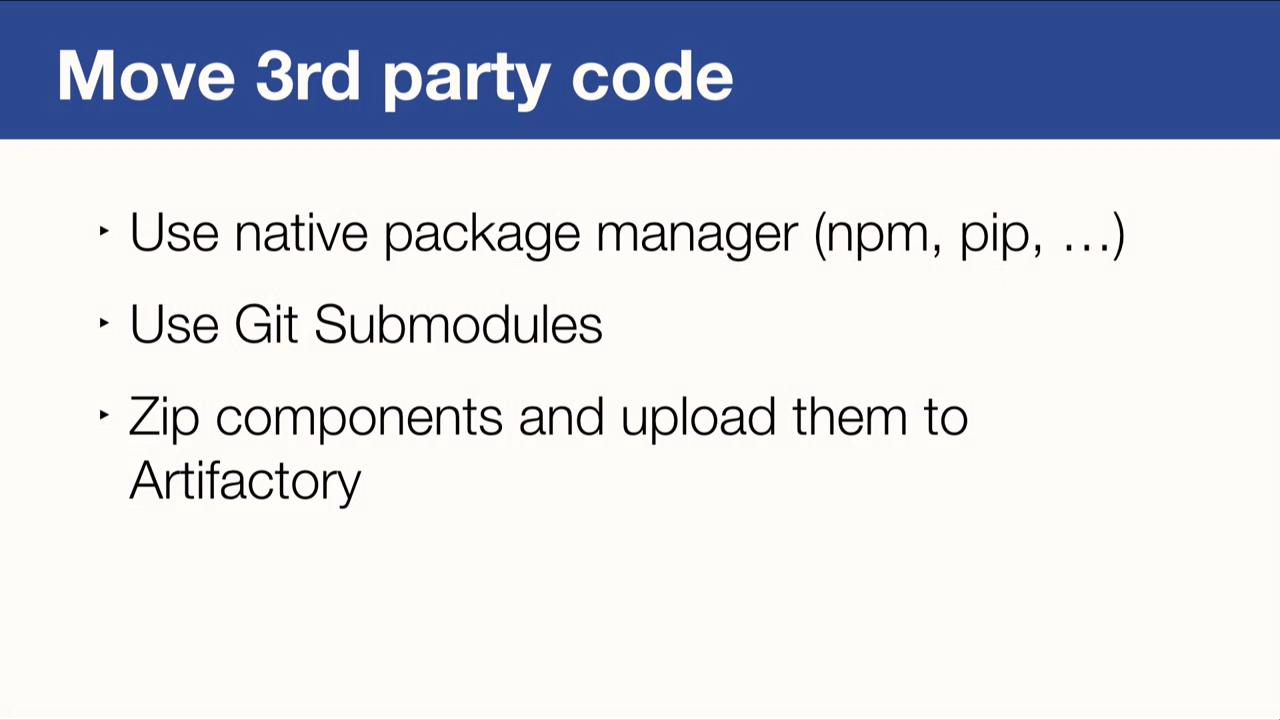 Move 3rd party code
‣ Use native package manager (npm, pip, …)
‣ Use Git Submodules
‣ Zip components and upload them to
Artifactory